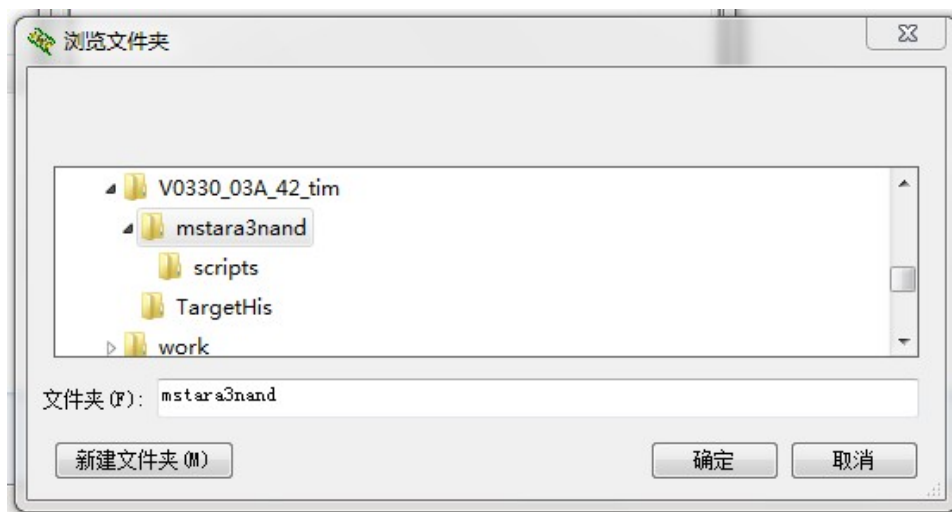 浏览文件夹
V0330_03A_42_tim
mstara3nand
scripts
TargetHis
work
文件夹(F): mstara3nand
新建文件夹(M) 确定 取消